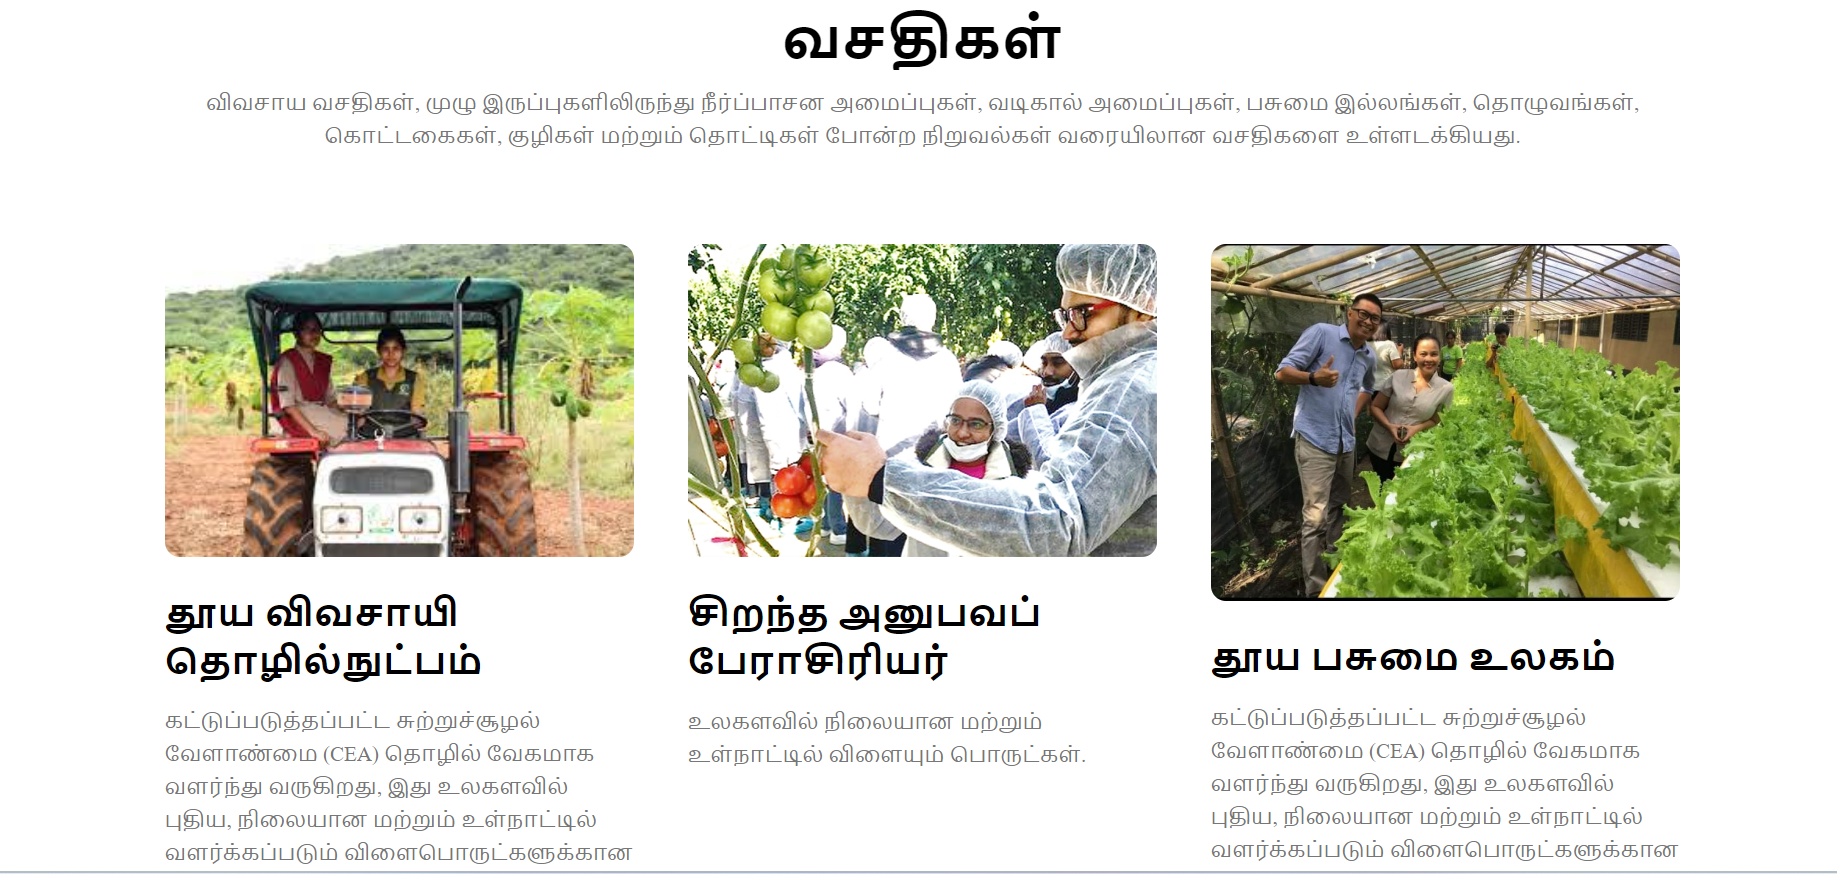 வசதிகள்
விவசாய வசதிகள், முழு இருப்புகளிலிருந்து நீர்ப்பாசன அமைப்புகள், வடிகால் அமைப்புகள், பசுமை இல்லங்கள், தொழுவங்கள்,
கொட்டகைகள், குழிகள் மற்றும் தொட்டிகள் போன்ற நிறுவல்கள் வரையிலான வசதிகளை உள்ளடக்கியது.
தூய விவசாயி
தொழில்நுட்பம்
கட்டுப்படுத்தப்பட்ட சுற்றுச்சூழல்
வேளாண்மை (CEA) தொழில் வேகமாக
வளர்ந்து வருகிறது, இது உலகளவில்
புதிய, நிலையான மற்றும் உள்நாட்டில்
வளர்க்கப்படும் விளைபொருட்களுக்கான
சிறந்த அனுபவப்
பேராசிரியர்
உலகளவில் நிலையான மற்றும்
உள்நாட்டில் விளையும் பொருட்கள்.
தூய பசுமை உலகம்
கட்டுப்படுத்தப்பட்ட சுற்றுச்சூழல்
வேளாண்மை (CEA) தொழில் வேகமாக
வளர்ந்து வருகிறது, இது உலகளவில்
புதிய, நிலையான மற்றும் உள்நாட்டில்
வளர்க்கப்படும் விளைபொருட்களுக்கான